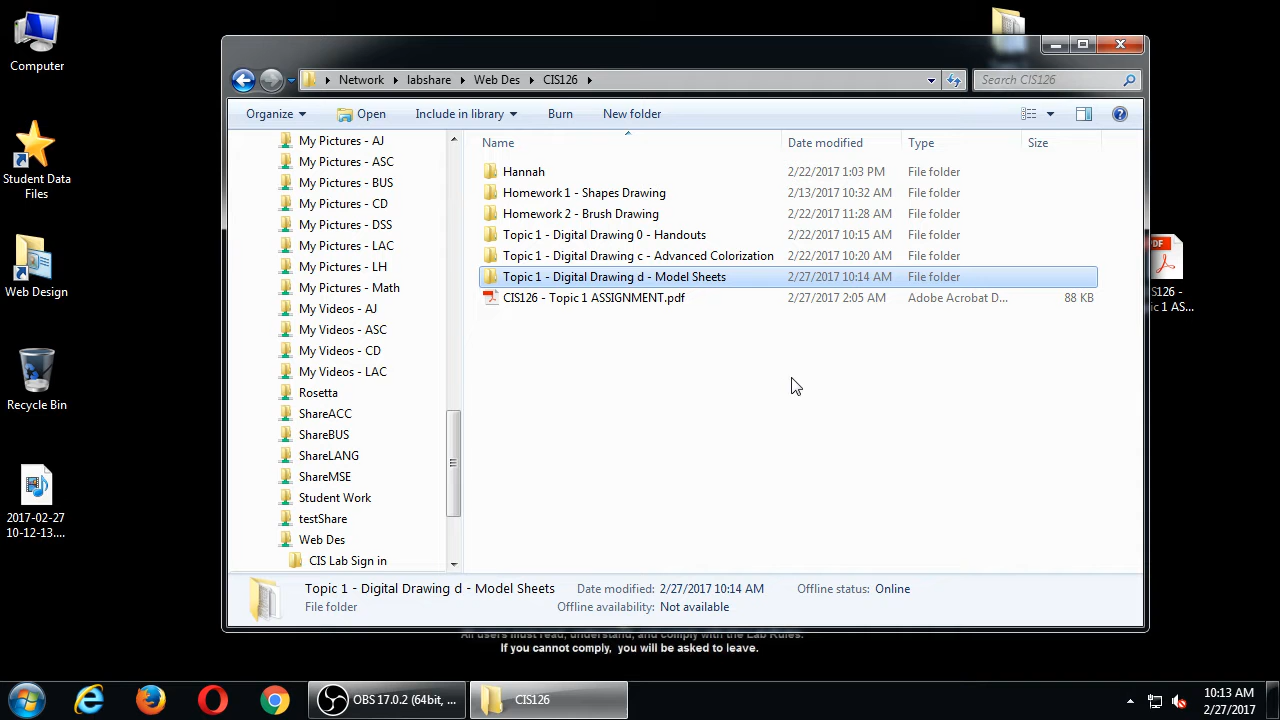 Computer
Student Data
Files
Web Design
Recycle Bin
2017-02-27
10-12-13....
Network
labshare
Web Des
CIS126
Search CIS126
Organize
Open
Include in library
Burn
New folder
My Pictures - AJ
My Pictures - ASC
My Pictures - BUS
My Pictures - CD
My Pictures - DSS
My Pictures - LAC
My Pictures - LH
My Pictures - Math
My Videos - AJ
My Videos - ASC
My Videos - CD
My Videos - LAC
Rosetta
ShareACC
ShareBUS
ShareLANG
ShareMSE
Student Work
testShare
Web Des
CIS Lab Sign in
Name Date modified Type Size
Hannah 2/22/2017 1:03 PM File folder
Homework 1 - Shapes Drawing 2/13/2017 10:32 AM File folder
Homework 2 - Brush Drawing 2/22/2017 11:28 AM File folder
Topic 1 - Digital Drawing 0 - Handouts 2/22/2017 10:15 AM File folder
Topic 1 - Digital Drawing c - Advanced Colorization 2/22/2017 10:20 AM File folder
Topic 1 - Digital Drawing d - Model Sheets 2/27/2017 10:14 AM File folder
CIS126 - Topic 1 ASSIGNMENT.pdf 2/27/2017 2:05 AM Adobe Acrobat D... 88 KB
PDF
126 -
ic 1 AS...
Topic 1 - Digital Drawing d - Model Sheets Date modified: 2/27/2017 10:14 AM Offline status: Online
File folder Offline availability: Not available
All users must read, understand, and comply with the Lab Rules.
If you cannot comply, you will be asked to leave.
OBS 17.0.2 (64bit, ...
CIS126
10:13 AM
2/27/2017